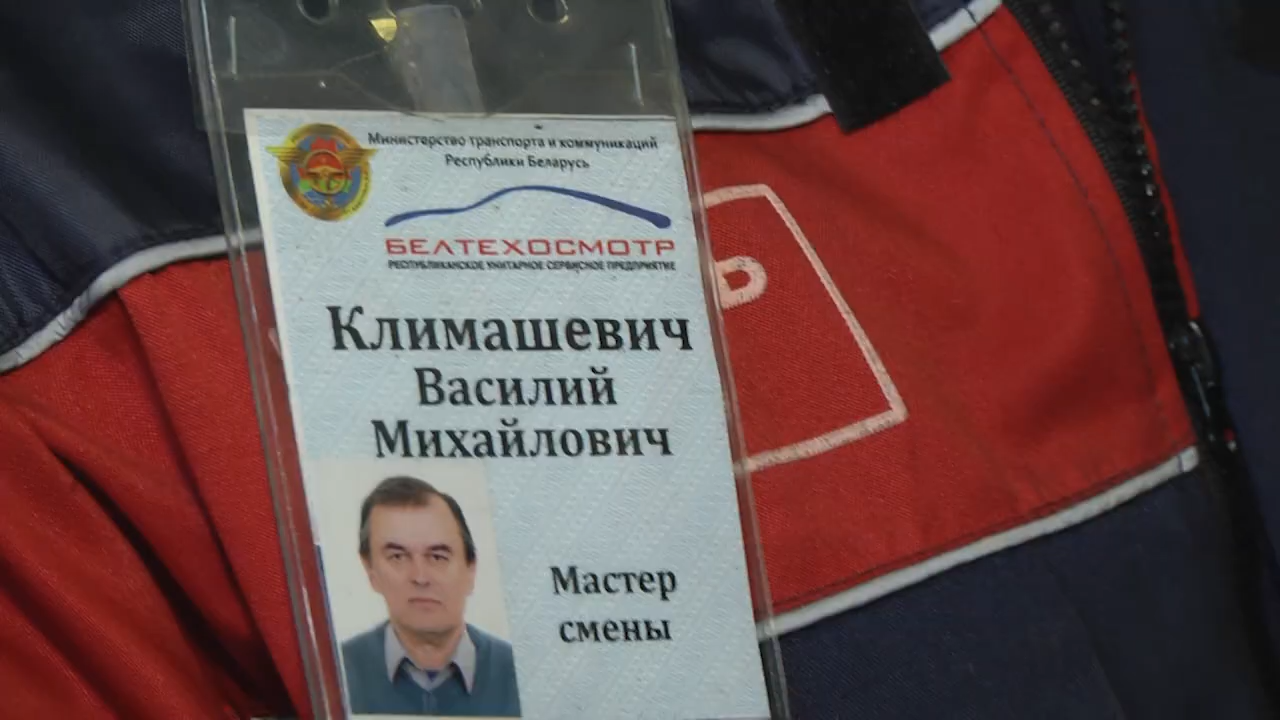 Министерство транспорта и коммуникаций
Республики Беларусь
БЕЛТЕХОСМОТР
РЕСПУБЛИКАНСКОЕ УНИТАРНОЕ СЕРВИСНОЕ ПРЕДПРИЯТИЕ
Климашевич
Василий
Михайлович
Мастер
смены